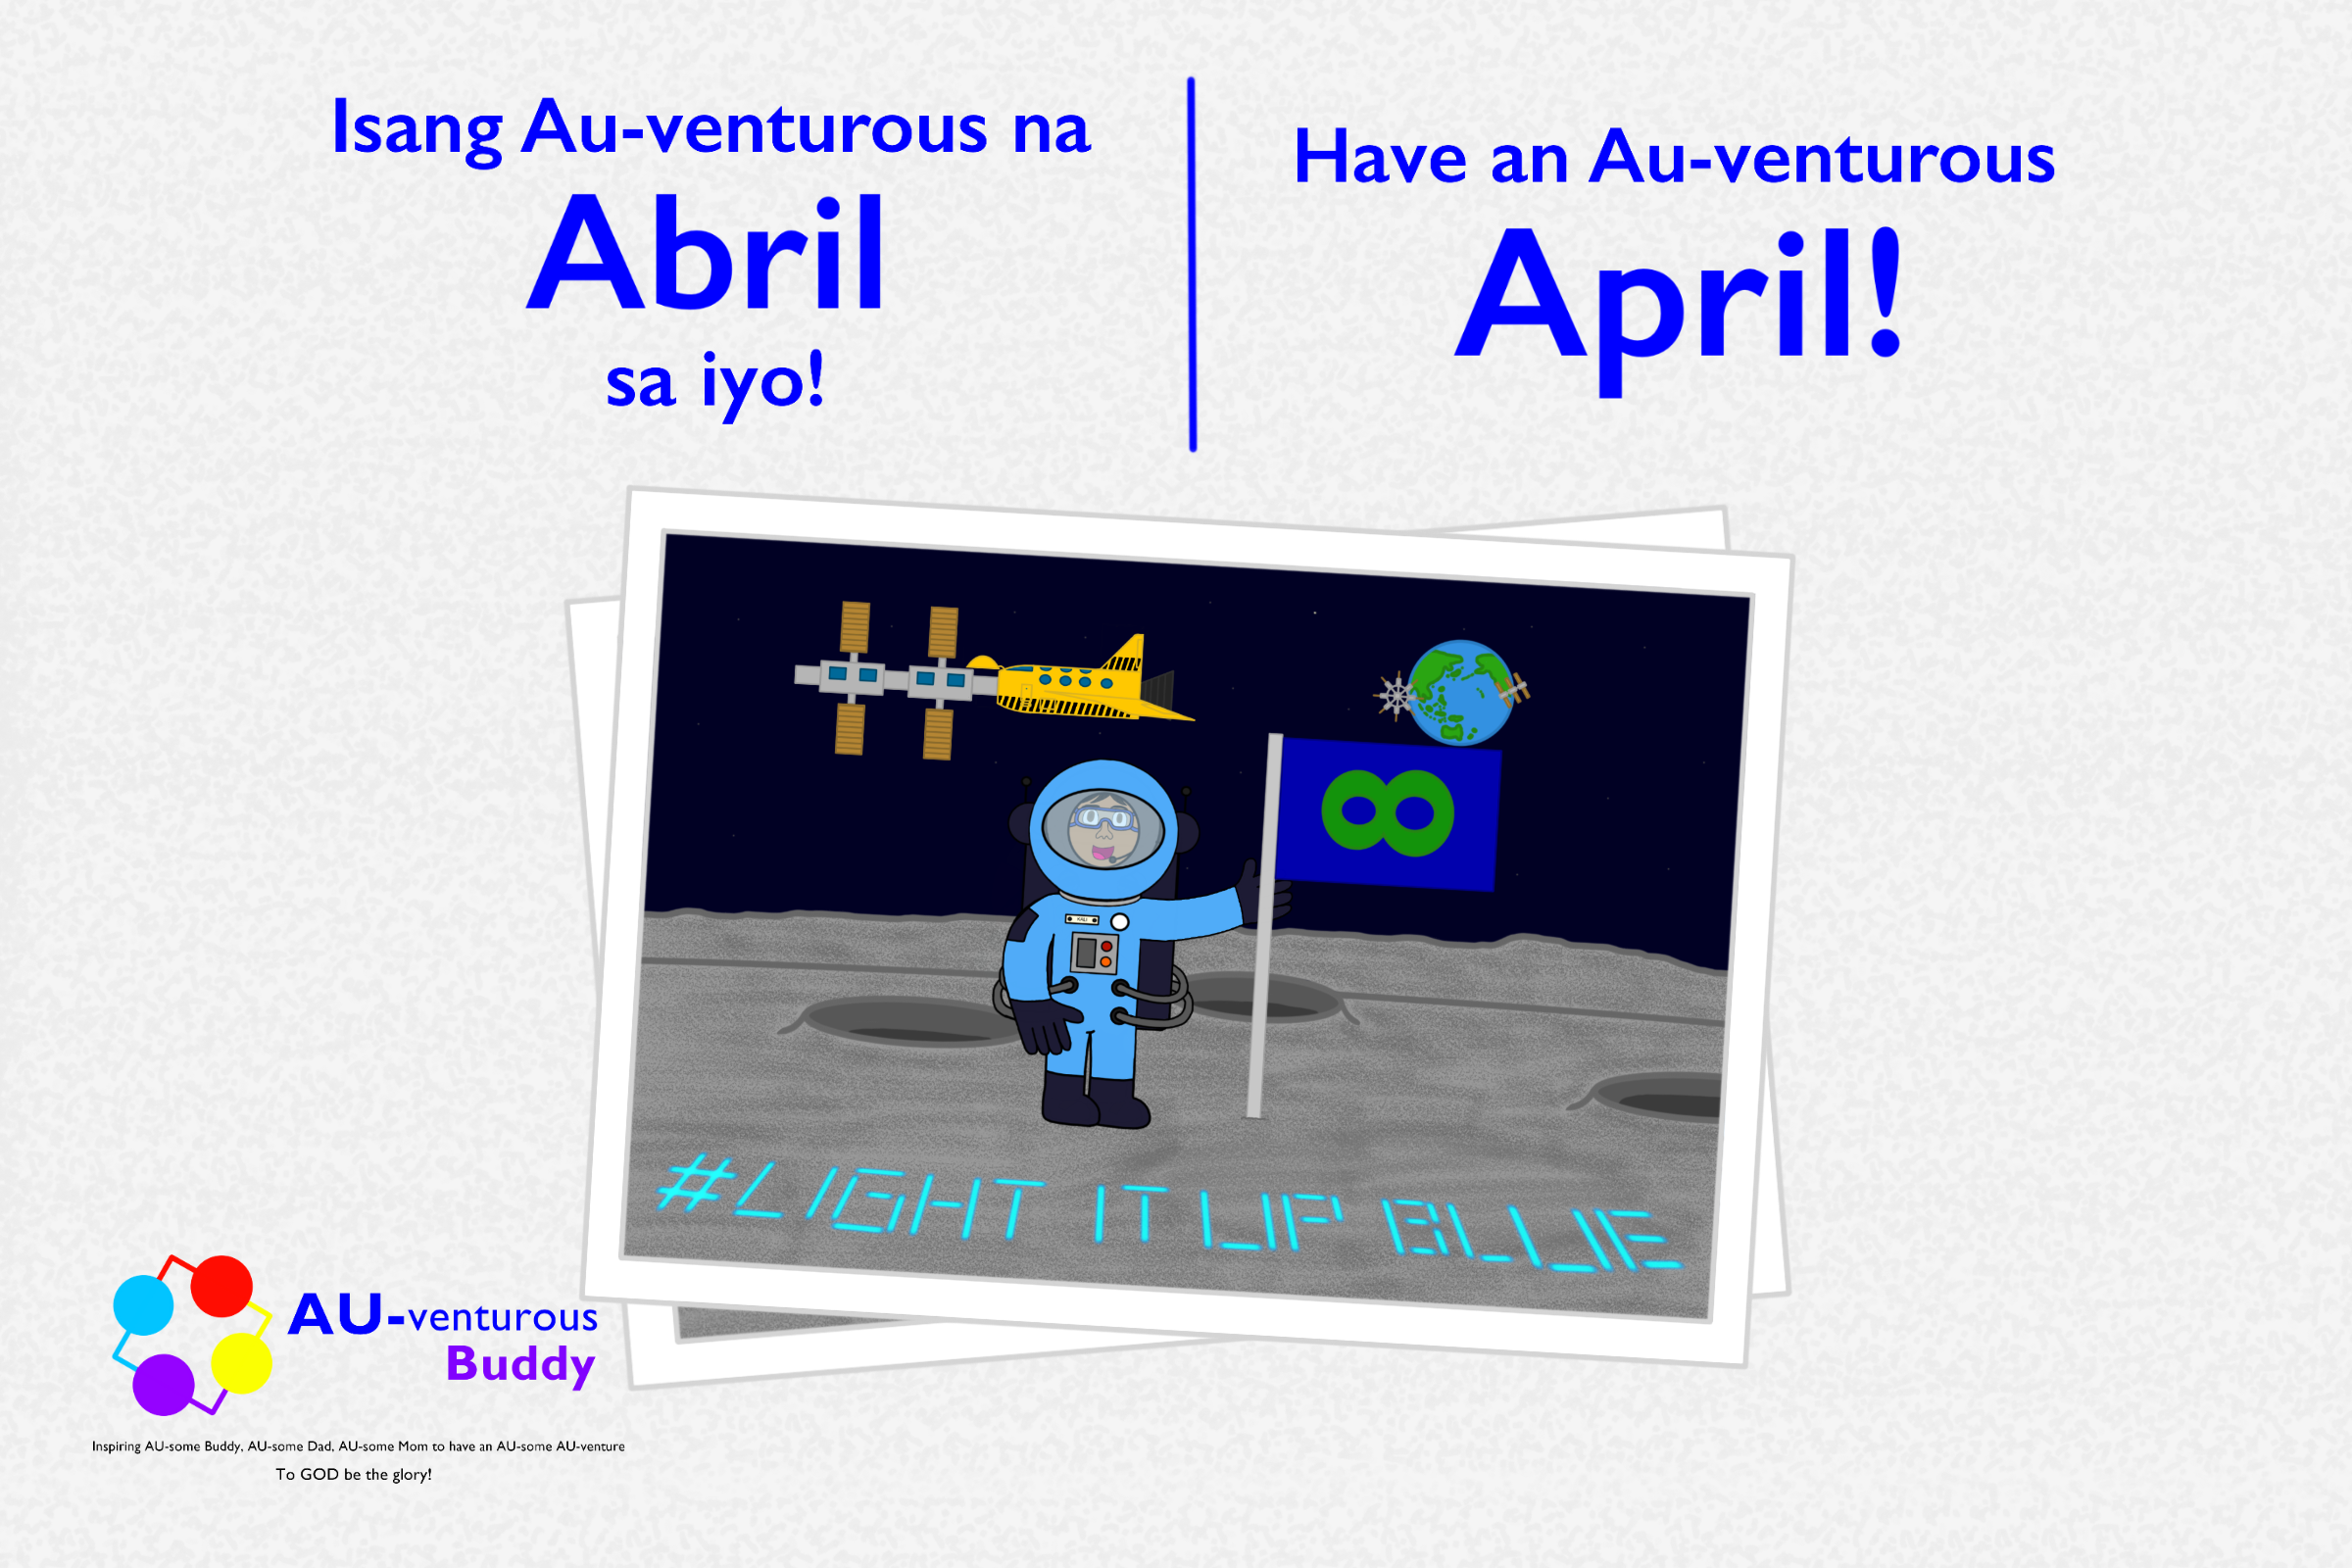 Isang Au-venturous na
Abril
sa iyo!
Have an Au-venturous
April!
KALI
#LIGHT IT UP BLUE
AU-venturous
Buddy
Inspiring AU-some Buddy, AU-some Dad, AU-some Mom to have an AU-some AU-venture
To GOD be the glory!